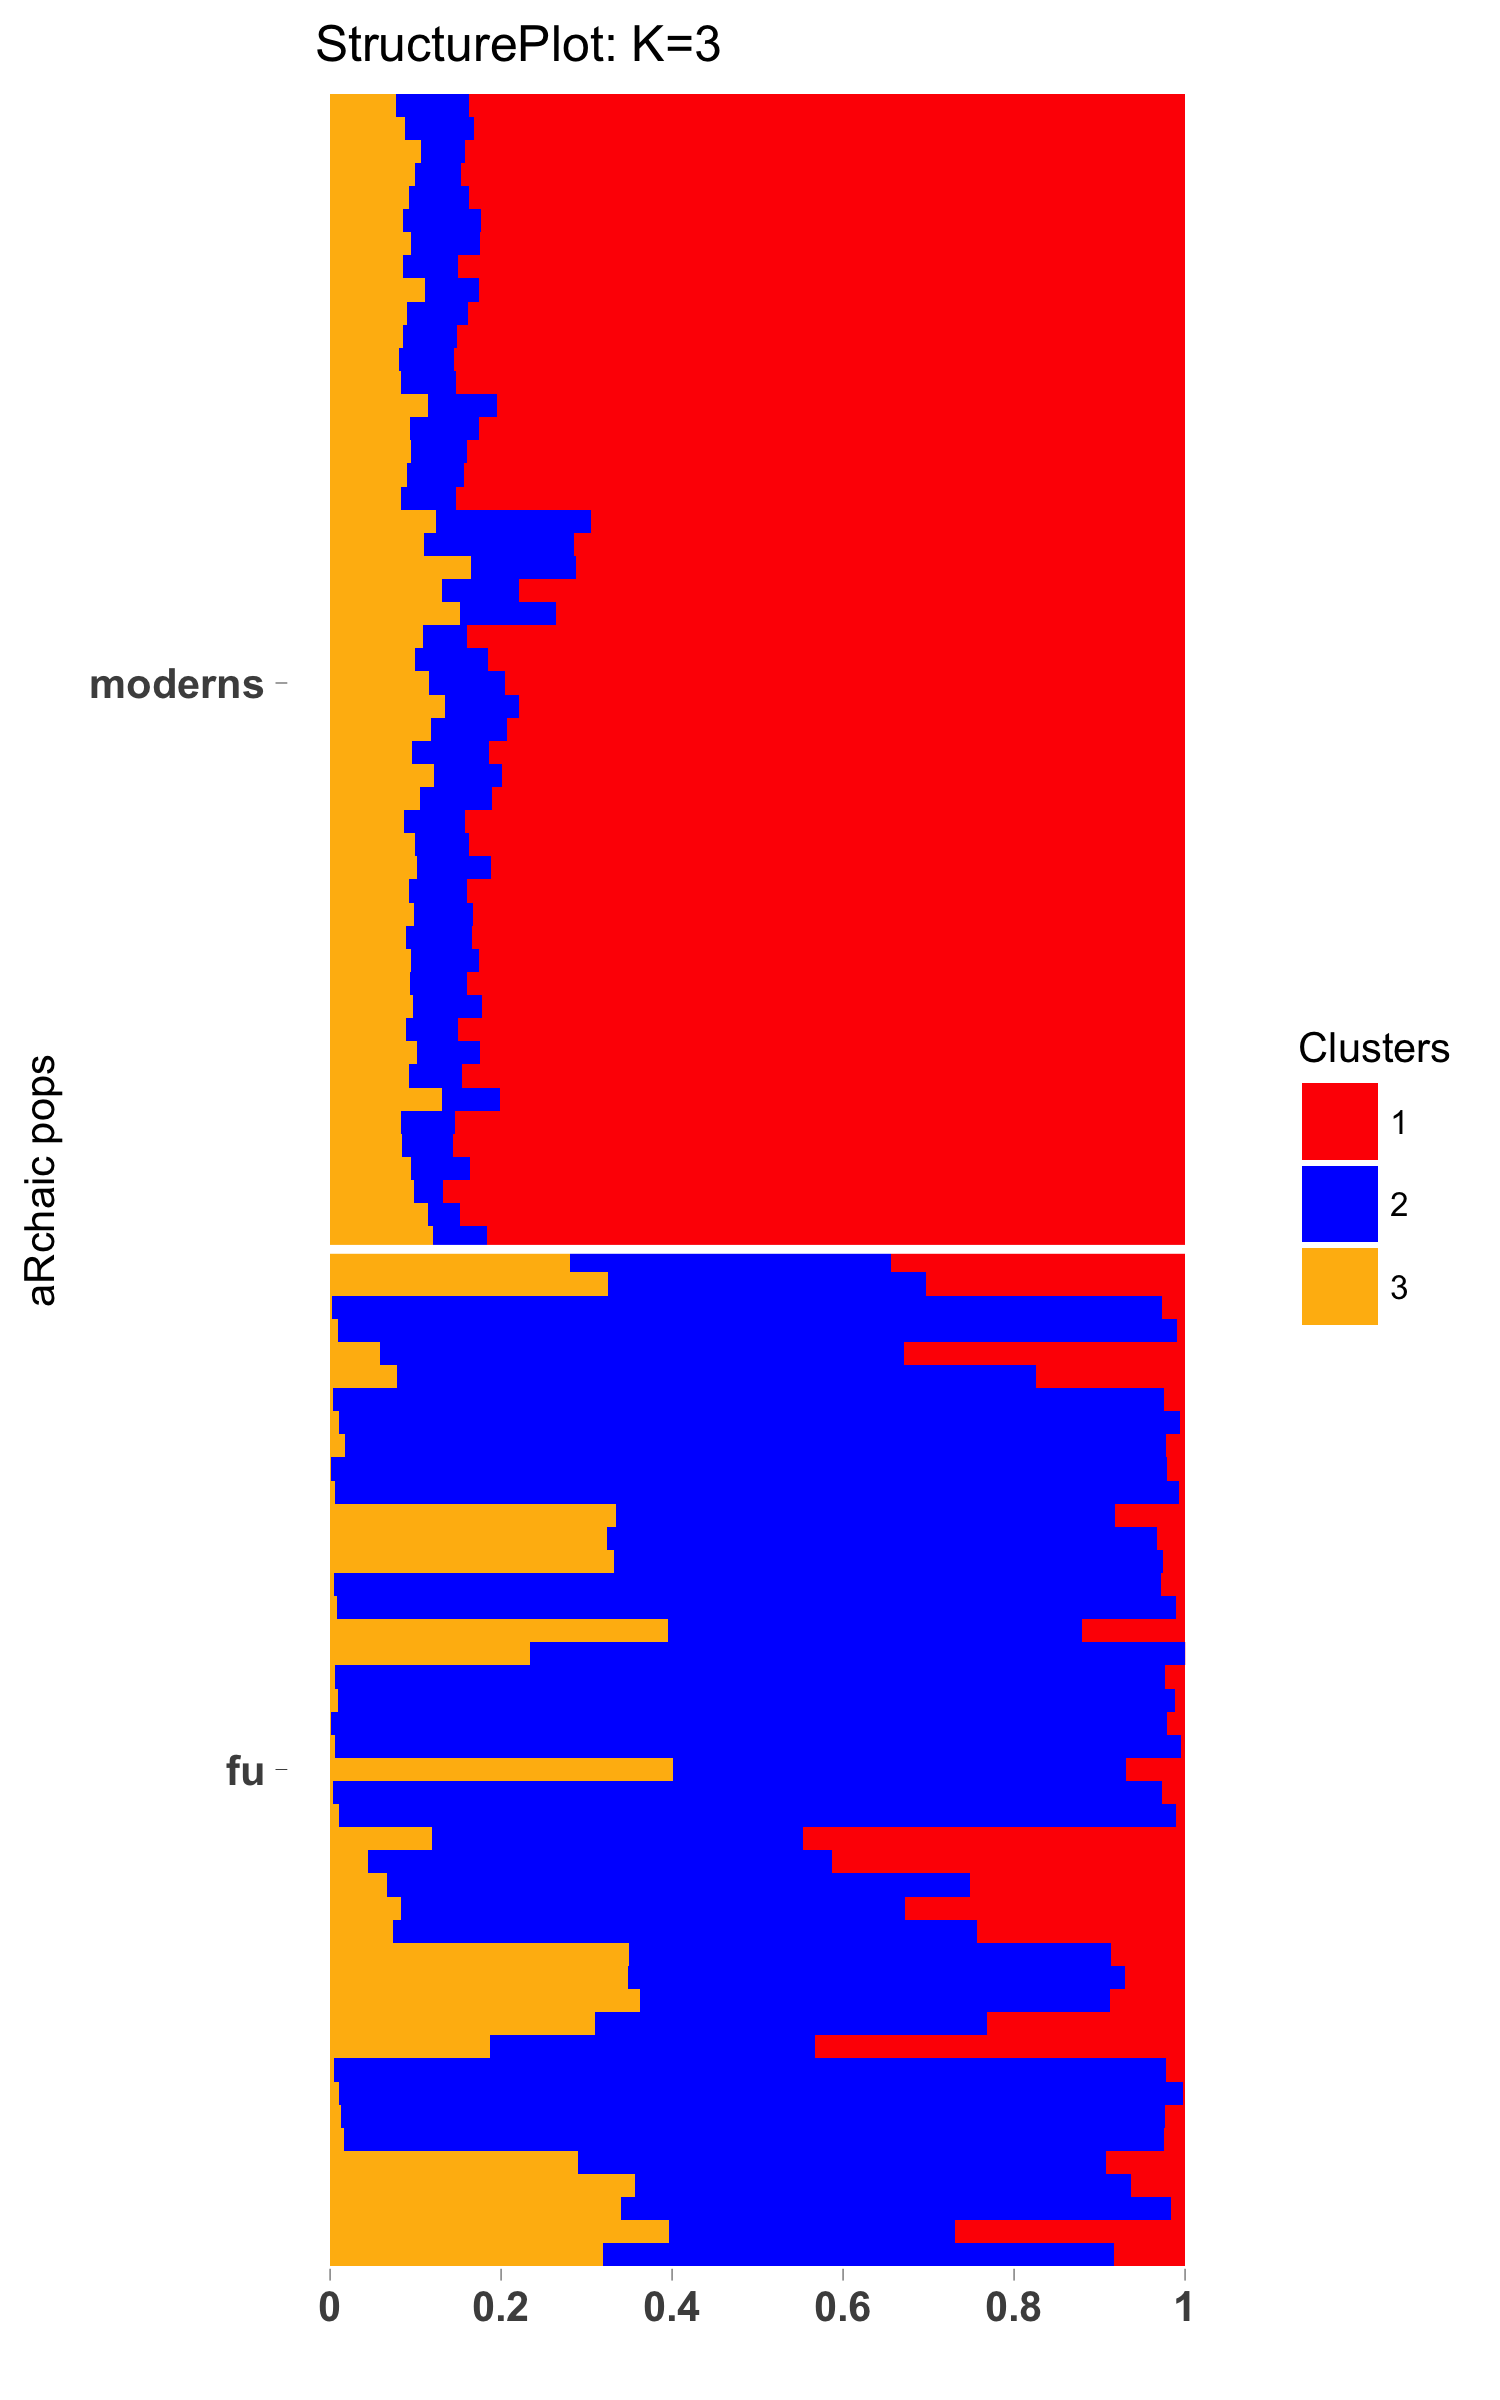 StructurePlot: K=3
moderns
aRchaic pops
fu
Clusters
1
2
3
0 0.2 0.4 0.6 0.8 1